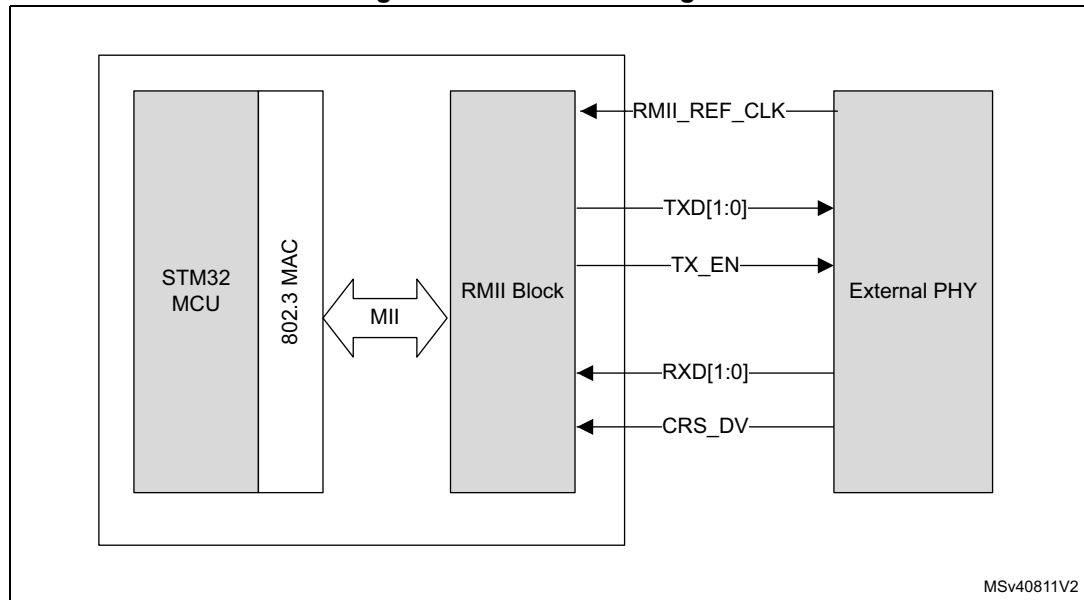 RMII_REF_CLK
TXD[1:0]
TX_EN
STM32
MCU
802.3 MAC
MII
RMII Block
External PHY
RXD[1:0]
CRS_DV
MSv40811V2